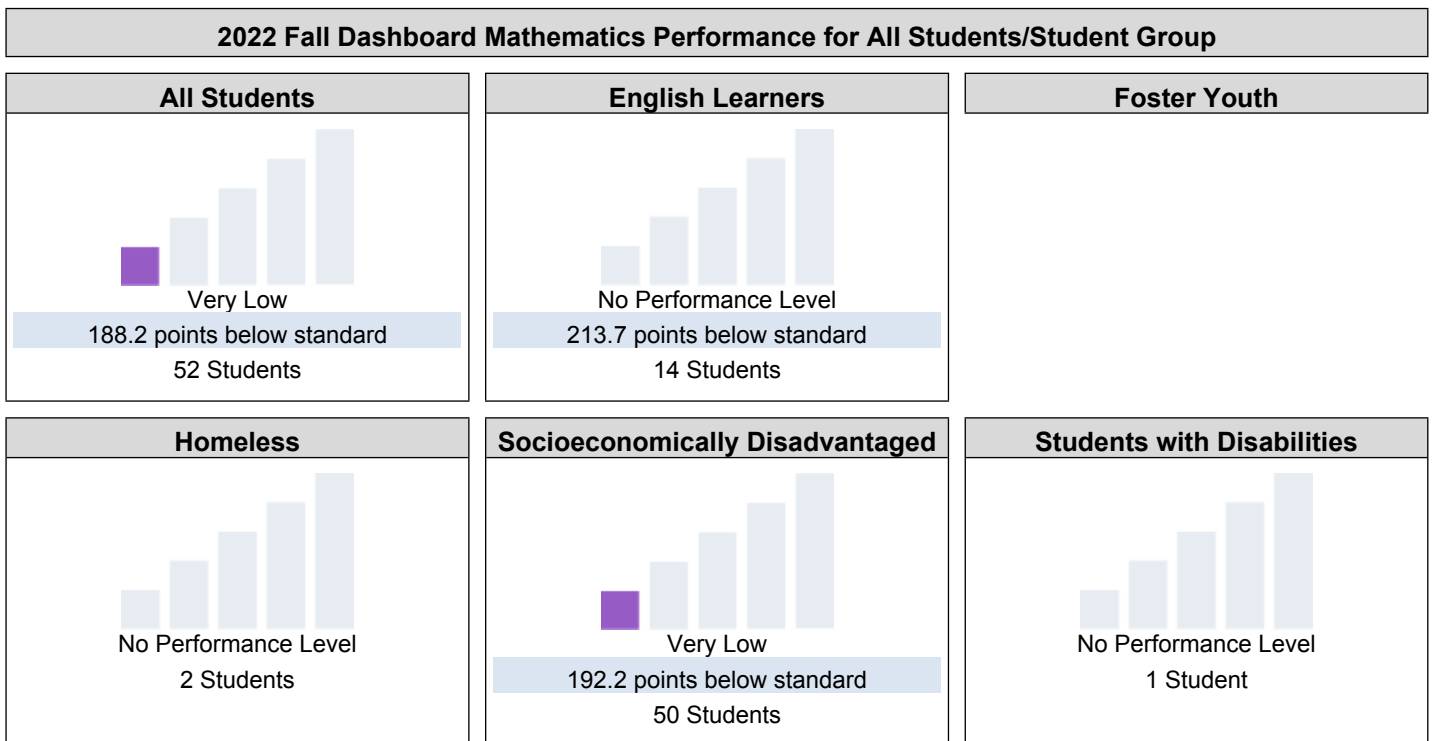 2022 Fall Dashboard Mathematics Performance for All Students/Student Group
All Students
Very Low
188.2 points below standard
52 Students
English Learners
No Performance Level
213.7 points below standard
14 Students
Foster Youth
Homeless
No Performance Level
2 Students
Socioeconomically Disadvantaged
Very Low
192.2 points below standard
50 Students
Students with Disabilities
No Performance Level
1 Student